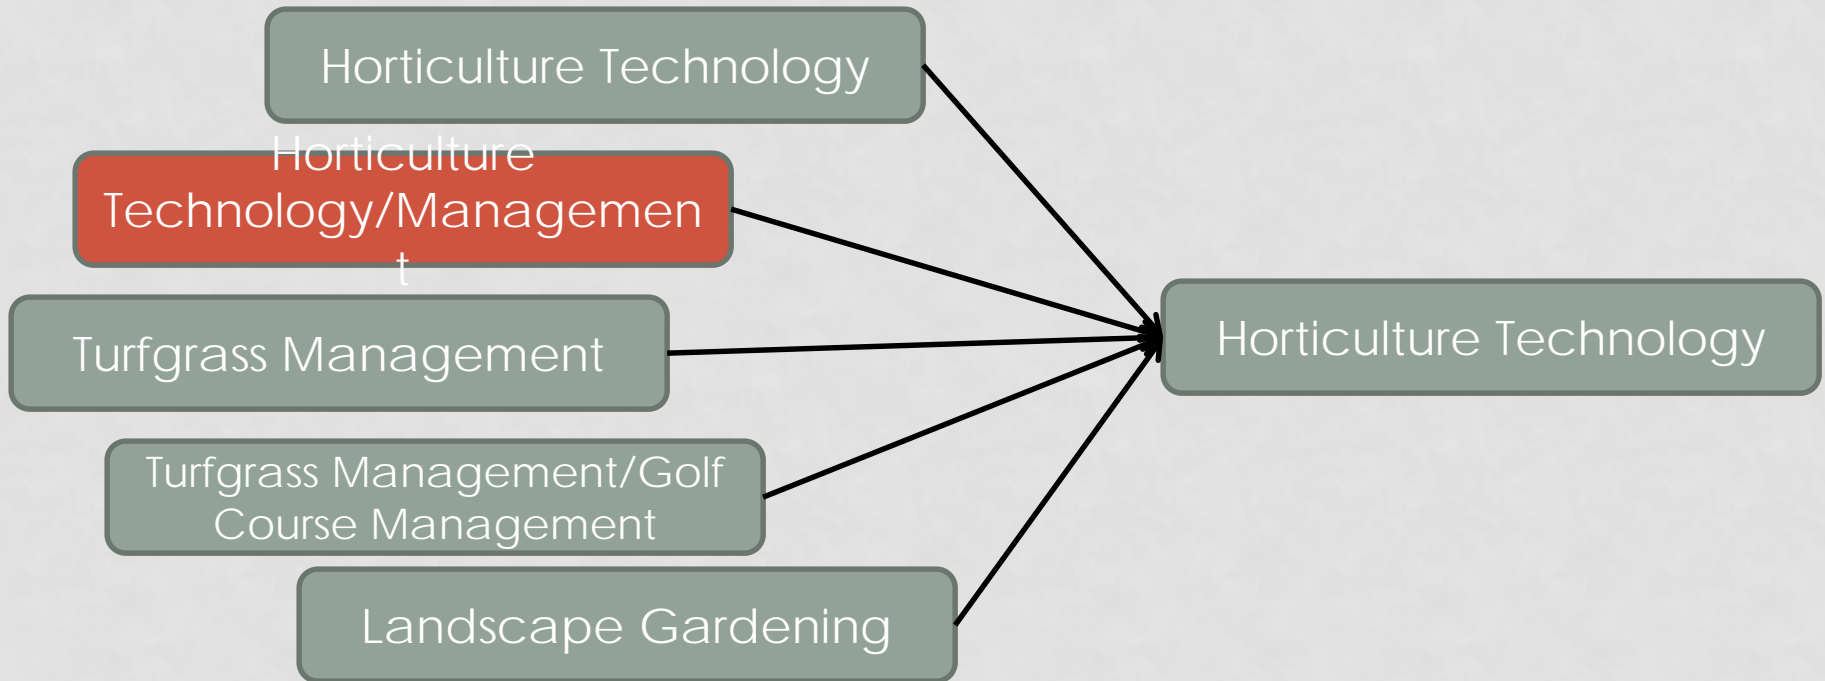 Horticulture Technology
Horticulture
Technology/Managemen
t
Turfgrass Management
Turfgrass Management/Golf
Course Management
Landscape Gardening
Horticulture Technology